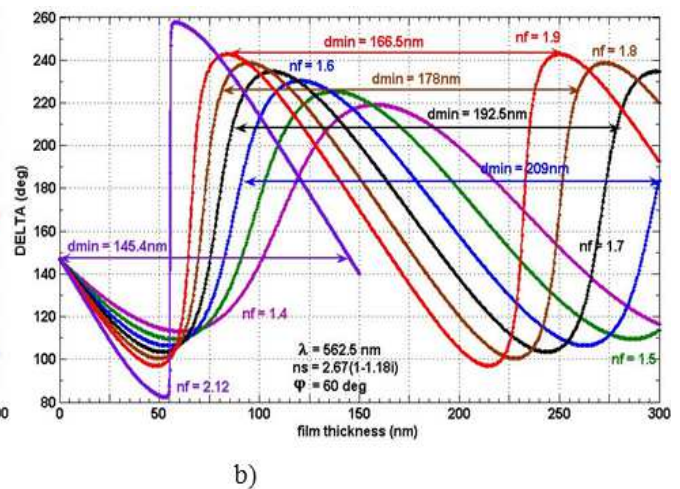 260
240
220
200
180
160
140
120
100
80
DELTA (deg)
dmin = 166.5nm
nf = 1.9
nf = 1.8
nf = 1.6
dmin = 178nm
dmin = 192.5nm
dmin = 209nm
dmin = 145.4nm
nf = 1.7
nf = 1.4
λ = 562.5 nm
ns = 2.67(1-1.18i)
φ = 60 deg
nf = 1.5
nf = 2.12
00
0
50
100
150
200
250
300
film thickness (nm)
b)